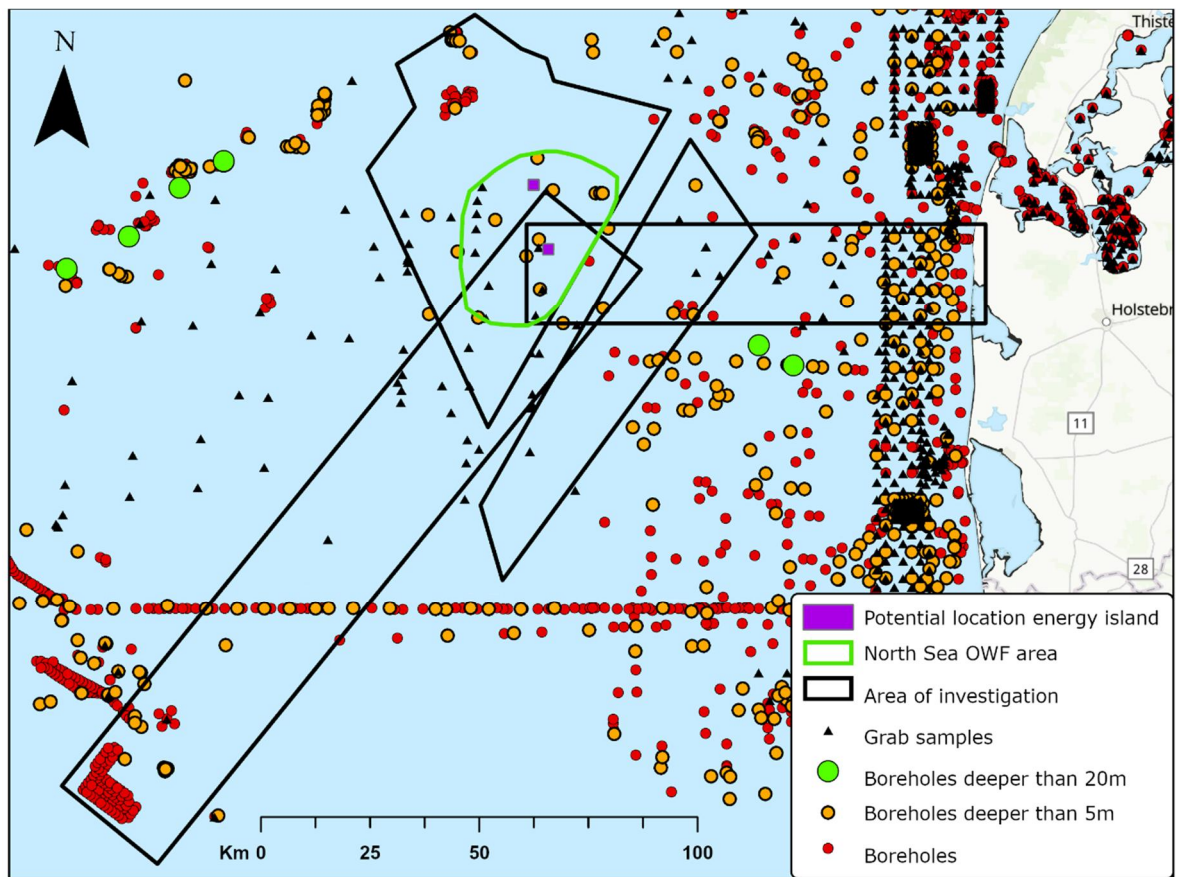 Thiste
N
Holstebr
11
28
Potential location energy island
North Sea OWF area
Area of investigation
Grab samples
Boreholes deeper than 20m
Boreholes deeper than 5m
Boreholes
Km 0 25 50 100